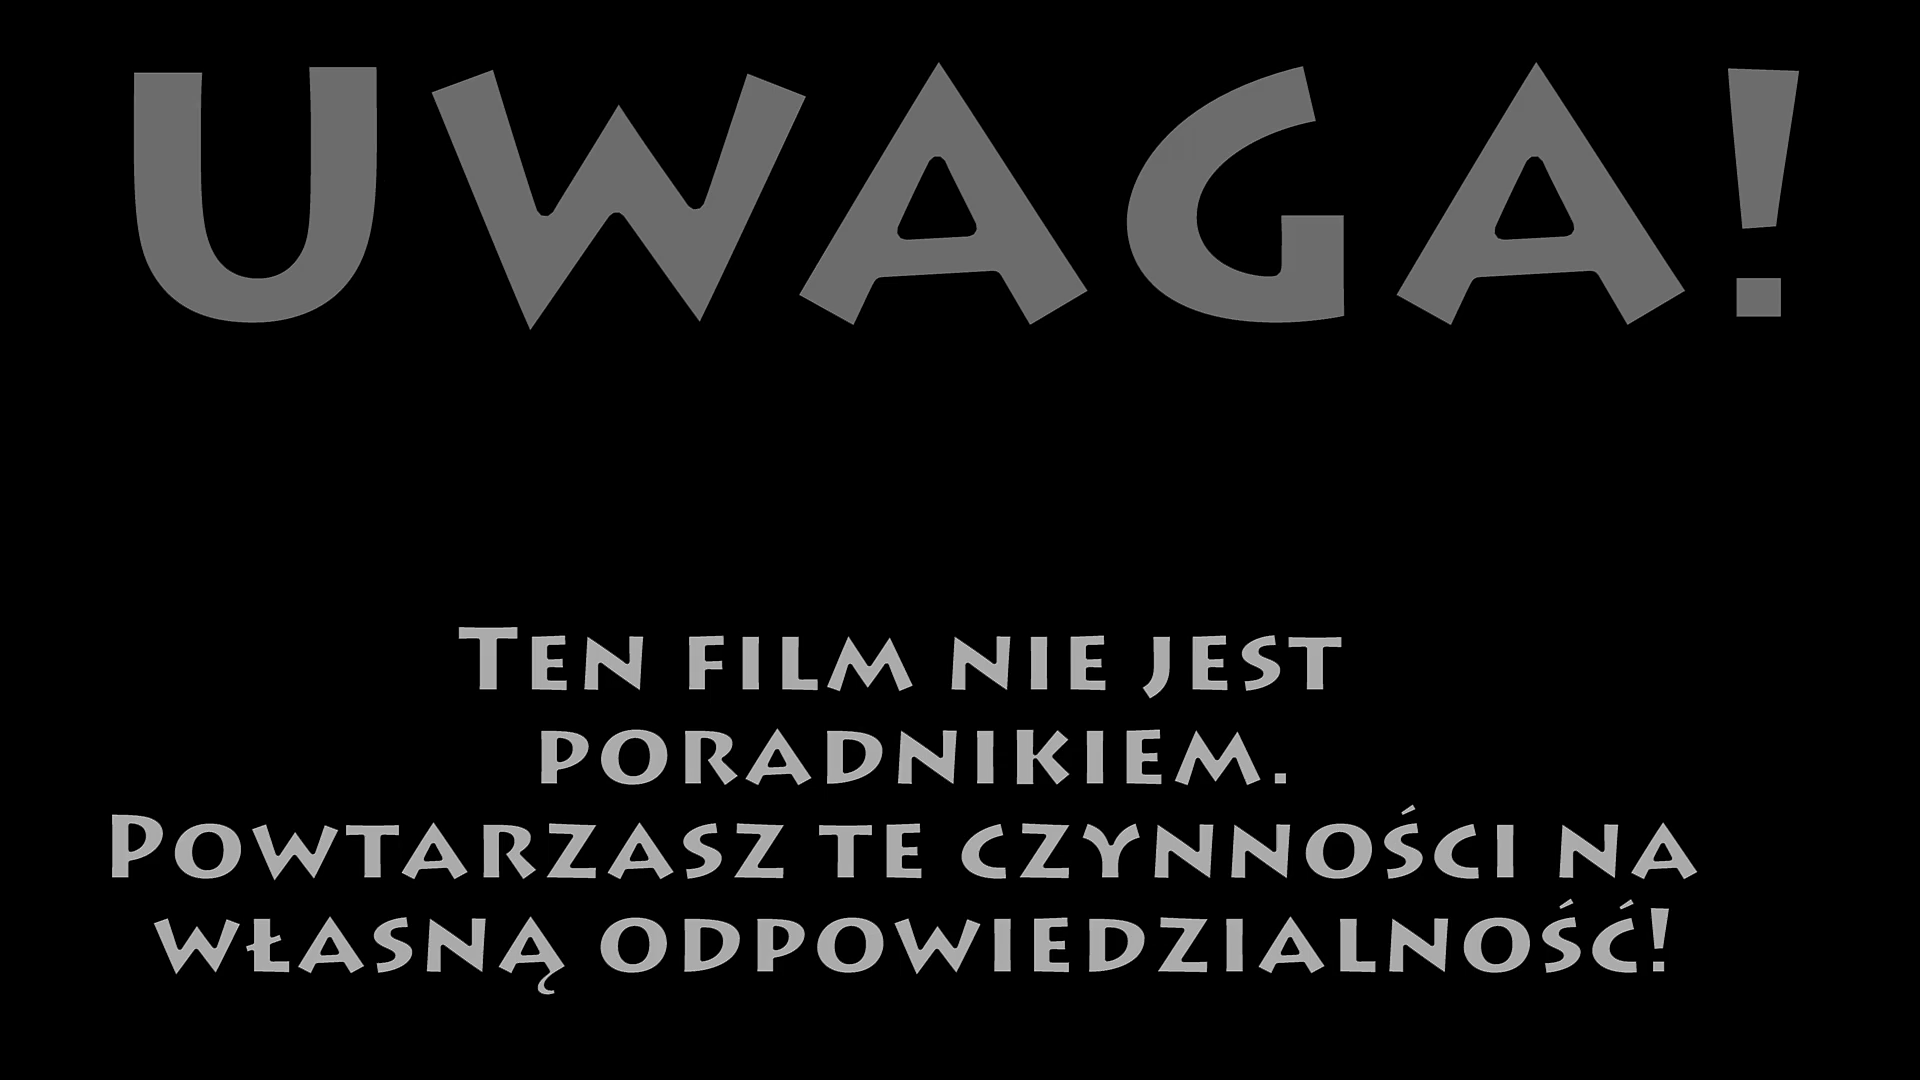 UWAGA!
Ten film nie jest
poradnikiem.
Powtarzasz te czynności na
własną odpowiedzialność!